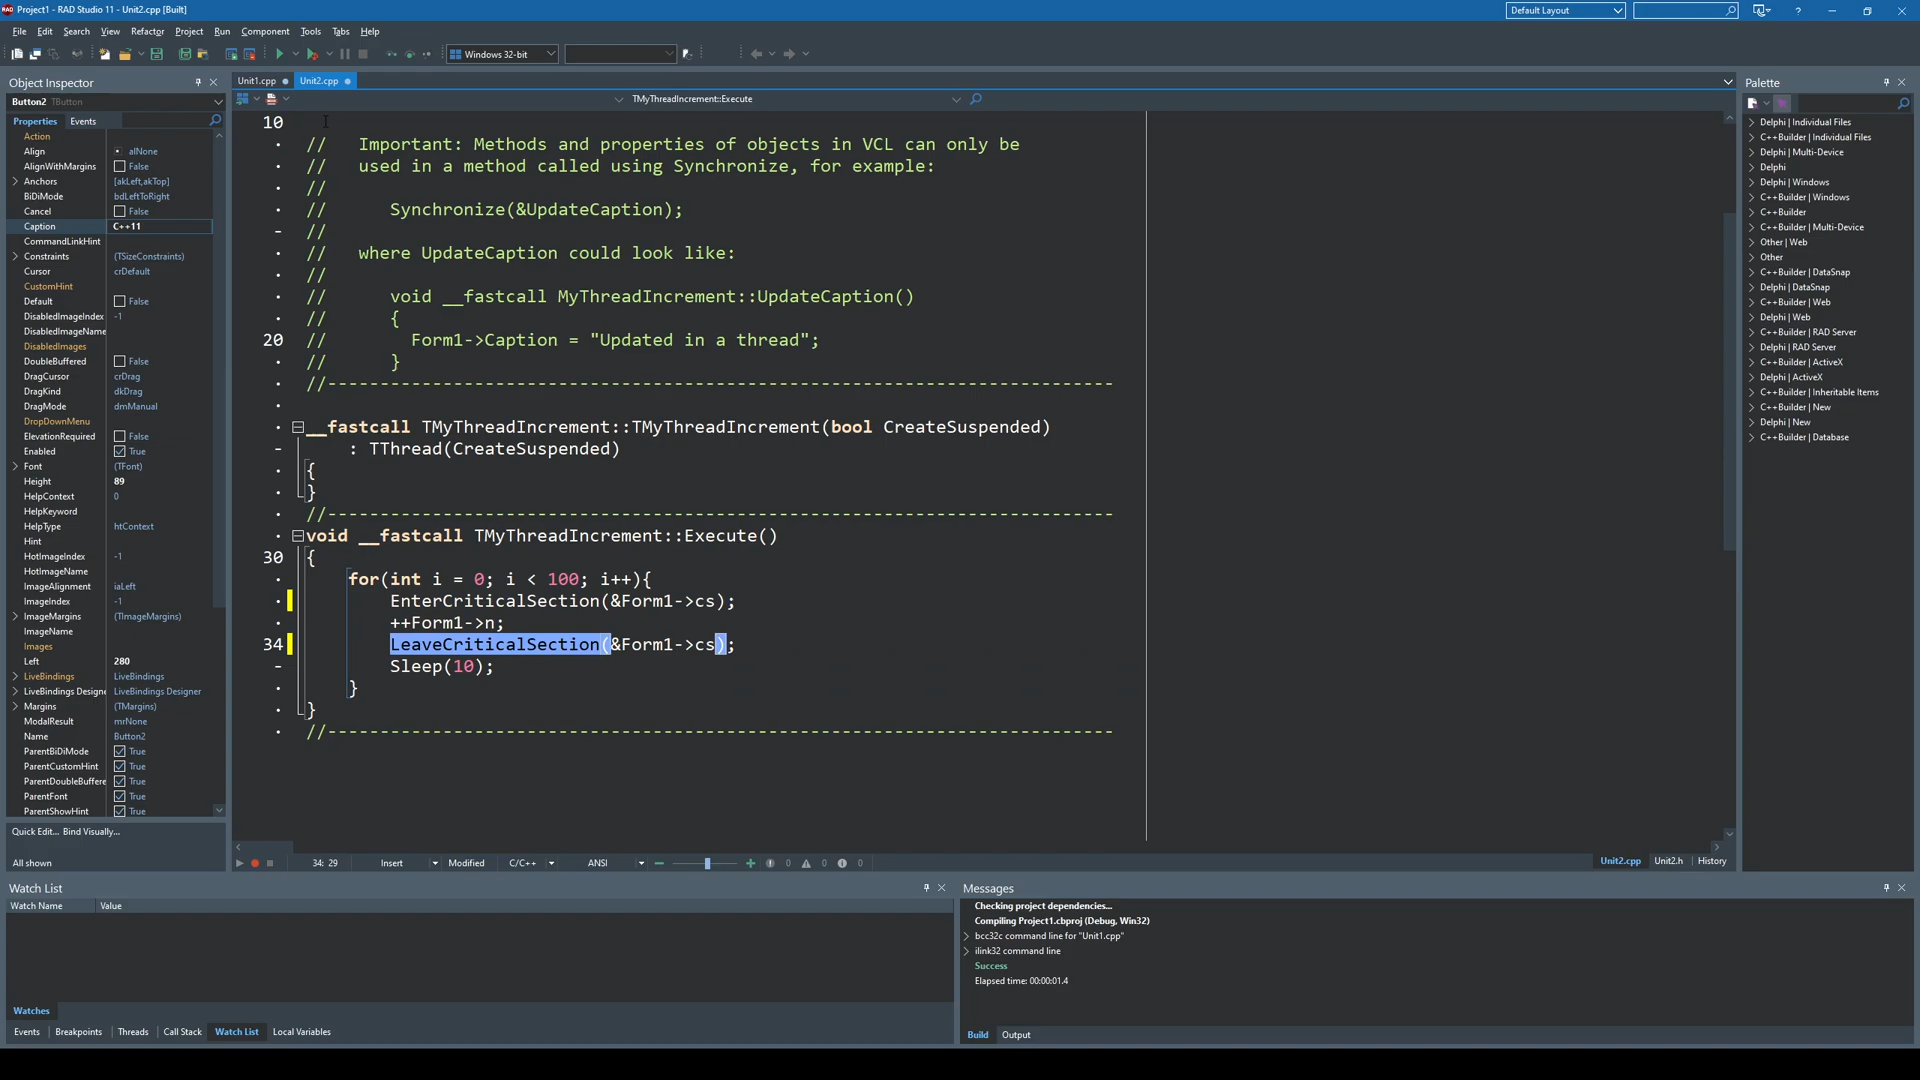 Project1 - RAD Studio 11 - Unit2.cpp [Built]
Default Layout
File Edit Search View Refactor Project Run Component Tools Tabs Help
Windows 32-bit
Object Inspector
Button2 TButton
Properties Events
Action
Align alNone
AlignWithMargins False
Anchors [akLeft,akTop]
BiDiMode bdLeftToRight
Cancel False
Caption C++11
CommandLinkHint
Constraints (TSizeConstraints)
Cursor crDefault
CustomHint
Default False
DisabledImageIndex -1
DisabledImageName
DisabledImages
DoubleBuffered False
DragCursor crDrag
DragKind dkDrag
DragMode dmManual
DropDownMenu
ElevationRequired False
Enabled True
Font (TFont)
Height 89
HelpContext 0
HelpKeyword
HelpType htContext
Hint
HotImageIndex -1
HotImageName
ImageAlignment iaLeft
ImageIndex -1
ImageMargins (TImageMargins)
ImageName
Images
Left 280
LiveBindings LiveBindings
LiveBindings Designe LiveBindings Designer
Margins (TMargins)
ModalResult mrNone
Name Button2
ParentBiDiMode True
ParentCustomHint True
ParentDoubleBuffere True
ParentFont True
ParentShowHint True
Quick Edit... Bind Visually...
All shown
Unit1.cpp Unit2.cpp
TMyThreadIncrement::Execute
10
// Important: Methods and properties of objects in VCL can only be
// used in a method called using Synchronize, for example:
//
// Synchronize(&UpdateCaption);
//
// where UpdateCaption could look like:
//
// void __fastcall MyThreadIncrement::UpdateCaption()
// {
20 // Form1->Caption = "Updated in a thread";
// }
//---------------------------------------------------------------------------
__fastcall TMyThreadIncrement::TMyThreadIncrement(bool CreateSuspended)
: TThread(CreateSuspended)
{
}
//---------------------------------------------------------------------------
void __fastcall TMyThreadIncrement::Execute()
30 {
for(int i = 0; i < 100; i++){
EnterCriticalSection(&Form1->cs);
++Form1->n;
34 LeaveCriticalSection(&Form1->cs);
Sleep(10);
}
}
//---------------------------------------------------------------------------
34: 29 Insert Modified C/C++ ANSI 0 0 0
Unit2.cpp Unit2.h History
Palette
Delphi | Individual Files
C++Builder | Individual Files
Delphi | Multi-Device
Delphi
Delphi | Windows
C++Builder | Windows
C++Builder
C++Builder | Multi-Device
Other | Web
Other
C++Builder | DataSnap
Delphi | DataSnap
C++Builder | Web
Delphi | Web
C++Builder | RAD Server
Delphi | RAD Server
C++Builder | ActiveX
Delphi | ActiveX
C++Builder | Inheritable Items
C++Builder | New
Delphi | New
C++Builder | Database
Watch List
Watch Name Value
Watches
Events Breakpoints Threads Call Stack Watch List Local Variables
Messages
Checking project dependencies...
Compiling Project1.cbproj (Debug, Win32)
bcc32c command line for "Unit1.cpp"
ilink32 command line
Success
Elapsed time: 00:00:01.4
Build Output